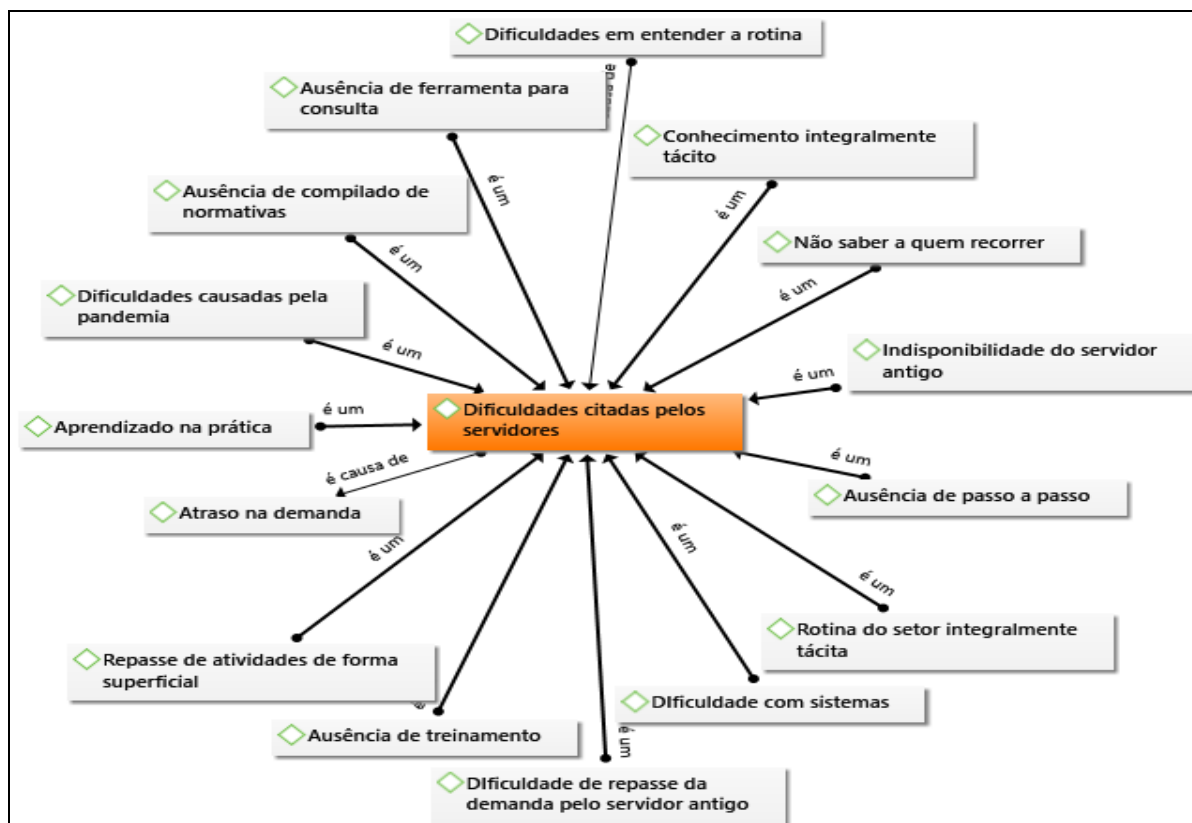 Dificuldades em entender a rotina
Ausência de ferramenta para
consulta
Conhecimento integralmente
tácito
é um
é um
Ausência de compilado de
normativas
Não saber a quem recorrer
é um
é um
Dificuldades causadas pela
pandemia
é um
Indisponibilidade do servidor
antigo
é um
Dificuldades citadas pelos
servidores
é um
Aprendizado na prática
é causa de
é um
Ausência de passo a passo
Atraso na demanda
é um
é um
é um
Rotina do setor integralmente
tácita
Repasse de atividades de forma
superficial
DIficuldade com sistemas
Ausência de treinamento
é um
DIficuldade de repasse da
demanda pelo servidor antigo